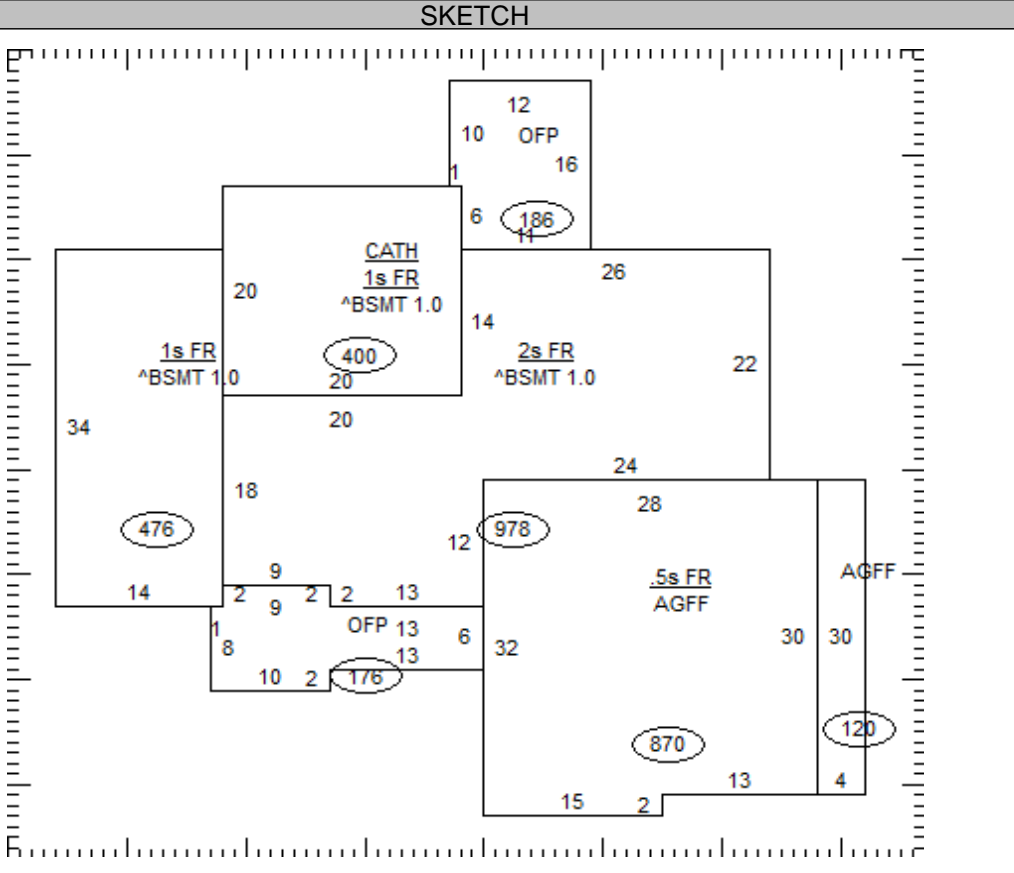 SKETCH
12
10 OFP
16
1
6 186
11
CATH
1s FR
^BSMT 1.0
20
400
20
26
14
2s FR
^BSMT 1.0
22
1s FR
^BSMT 1.0
34
476
14
20
18
24
28
12 978
9
2 9 2 2 13
1 OFP 13
8 13 6
10 2 176
32
.5s FR
AGFF
30
870
15 2 13
AGFF
30
120
4